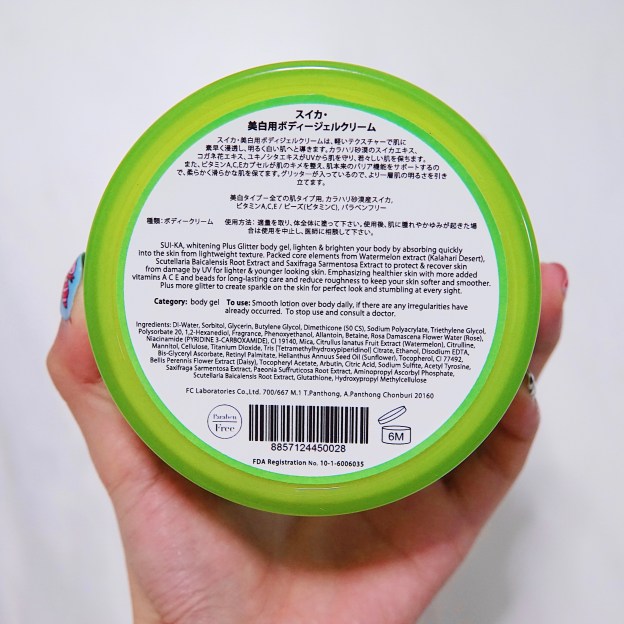 スイカ・
美白用ボディージェルクリーム
スイカ・美白用ボディジェルクリームは、軽いテクスチャーで肌に
素早く浸透し、明るく白い肌へと導きます。カラハリ砂漠のスイカエキス、
コガネ花エキス、ユキノシタエキスがUVから肌を守り、若々しい肌を保ちます。
また、ビタミンA,C,Eカプセルが肌のキメを整え、肌本来のバリア機能をサポートするの
で、柔らかく滑らかな肌を保てます。グリッターが入っているので、より一層肌の明るさを引き
立てます。
美白タイプ－全ての肌タイプ用, カラハリ砂漠産スイカ,
ビタミンA,C,E / ビーズ(ビタミンC), パラベンフリー
種類：ボディークリーム 使用方法：適量を取り、体全体に塗って下さい。使用後、肌に腫れやかゆみが起きた場
合は使用を中止し、医師に相談して下さい。
SUI-KA, whitening Plus Glitter body gel, lighten & brighten your body by absorbing quickly
into the skin from lightweight texture. Packed core elements from Watermelon extract (Kalahari Desert),
Scutellaria Baicalensis Root Extract and Saxifraga Sarmentosa Extract to protect & recover skin
from damage by UV for lighter & younger looking skin. Emphasizing healthier skin with more added
vitamins A C E and beads for long-lasting care and reduce roughness to keep your skin softer and smoother.
Plus more glitter to create sparkle on the skin for perfect look and stumbling at every sight.
Category: body gel To use: Smooth lotion over body daily, if there are any irregularities have
already occurred. To stop use and consult a doctor.
Ingredients: DI-Water, Sorbitol, Glycerin, Butylene Glycol, Dimethicone (50 CS), Sodium Polyacrylate, Triethylene Glycol,
Polysorbate 20, 1,2-Hexanediol, Fragrance, Phenoxyethanol, Allantoin, Betaine, Rosa Damascena Flower Water (Rose),
Niacinamide (PYRIDINE 3-CARBOXAMIDE), CI 19140, Mica, Citrullus lanatus Fruit Extract (Watermelon), Citrulline,
Mannitol, Cellulose, Titanium Dioxide, Tris [Tetramethylhydroxypiperidinol] Citrate, Ethanol, Disodium EDTA,
Bis-Glyceryl Ascorbate, Retinyl Palmitate, Helianthus Annuus Seed Oil (Sunflower), Tocopherol, CI 77492,
Bellis Perennis Flower Extract (Daisy), Tocopheryl Acetate, Arbutin, Citric Acid, Sodium Sulfite, Acetyl Tyrosine,
Saxifraga Sarmentosa Extract, Paeonia Suffruticosa Root Extract, Aminopropyl Ascorbyl Phosphate,
Scutellaria Baicalensis Root Extract, Glutathione, Hydroxypropyl Methylcellulose
FC Laboratories Co.,Ltd. 700/667 M.1 T.Panthong, A.Panthong Chonburi 20160
Paraben
Free
8857124450028
6M
FDA Registration No. 10-1-6006035